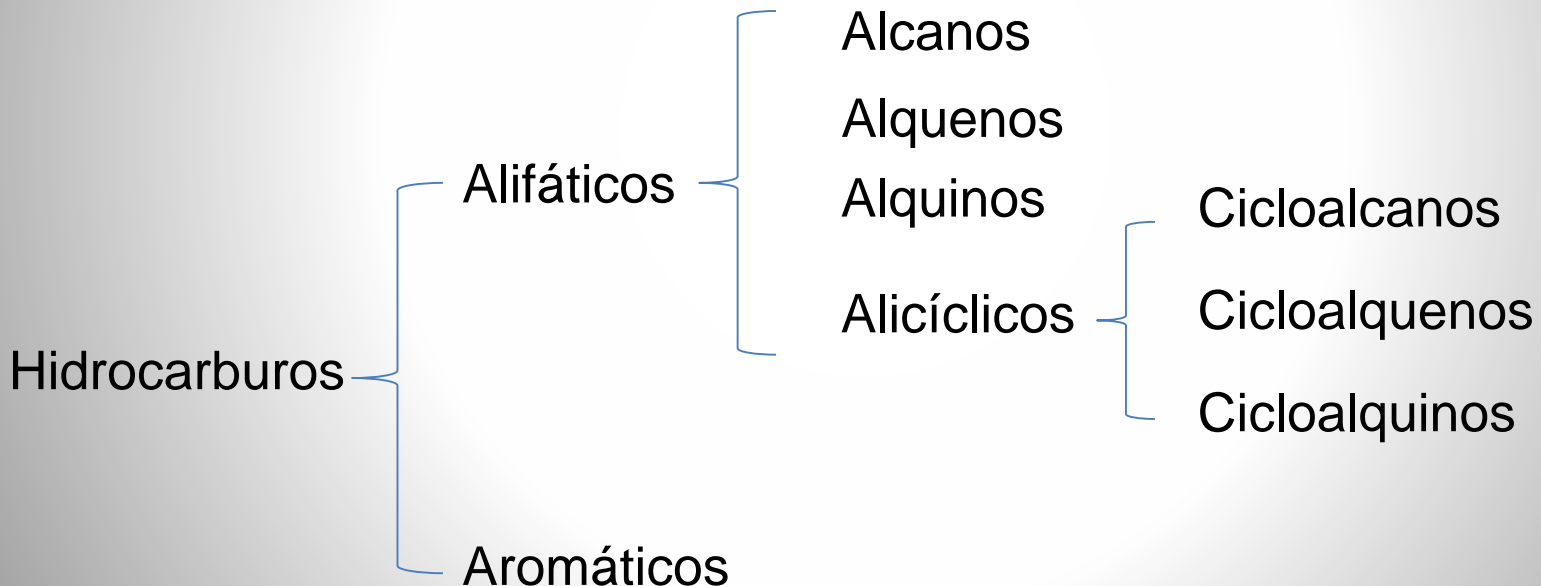 Alcanos
Alquenos
Alifáticos
Alquinos
Cicloalcanos
Alicíclicos
Cicloalquenos
Hidrocarburos
Cicloalquinos
Aromáticos